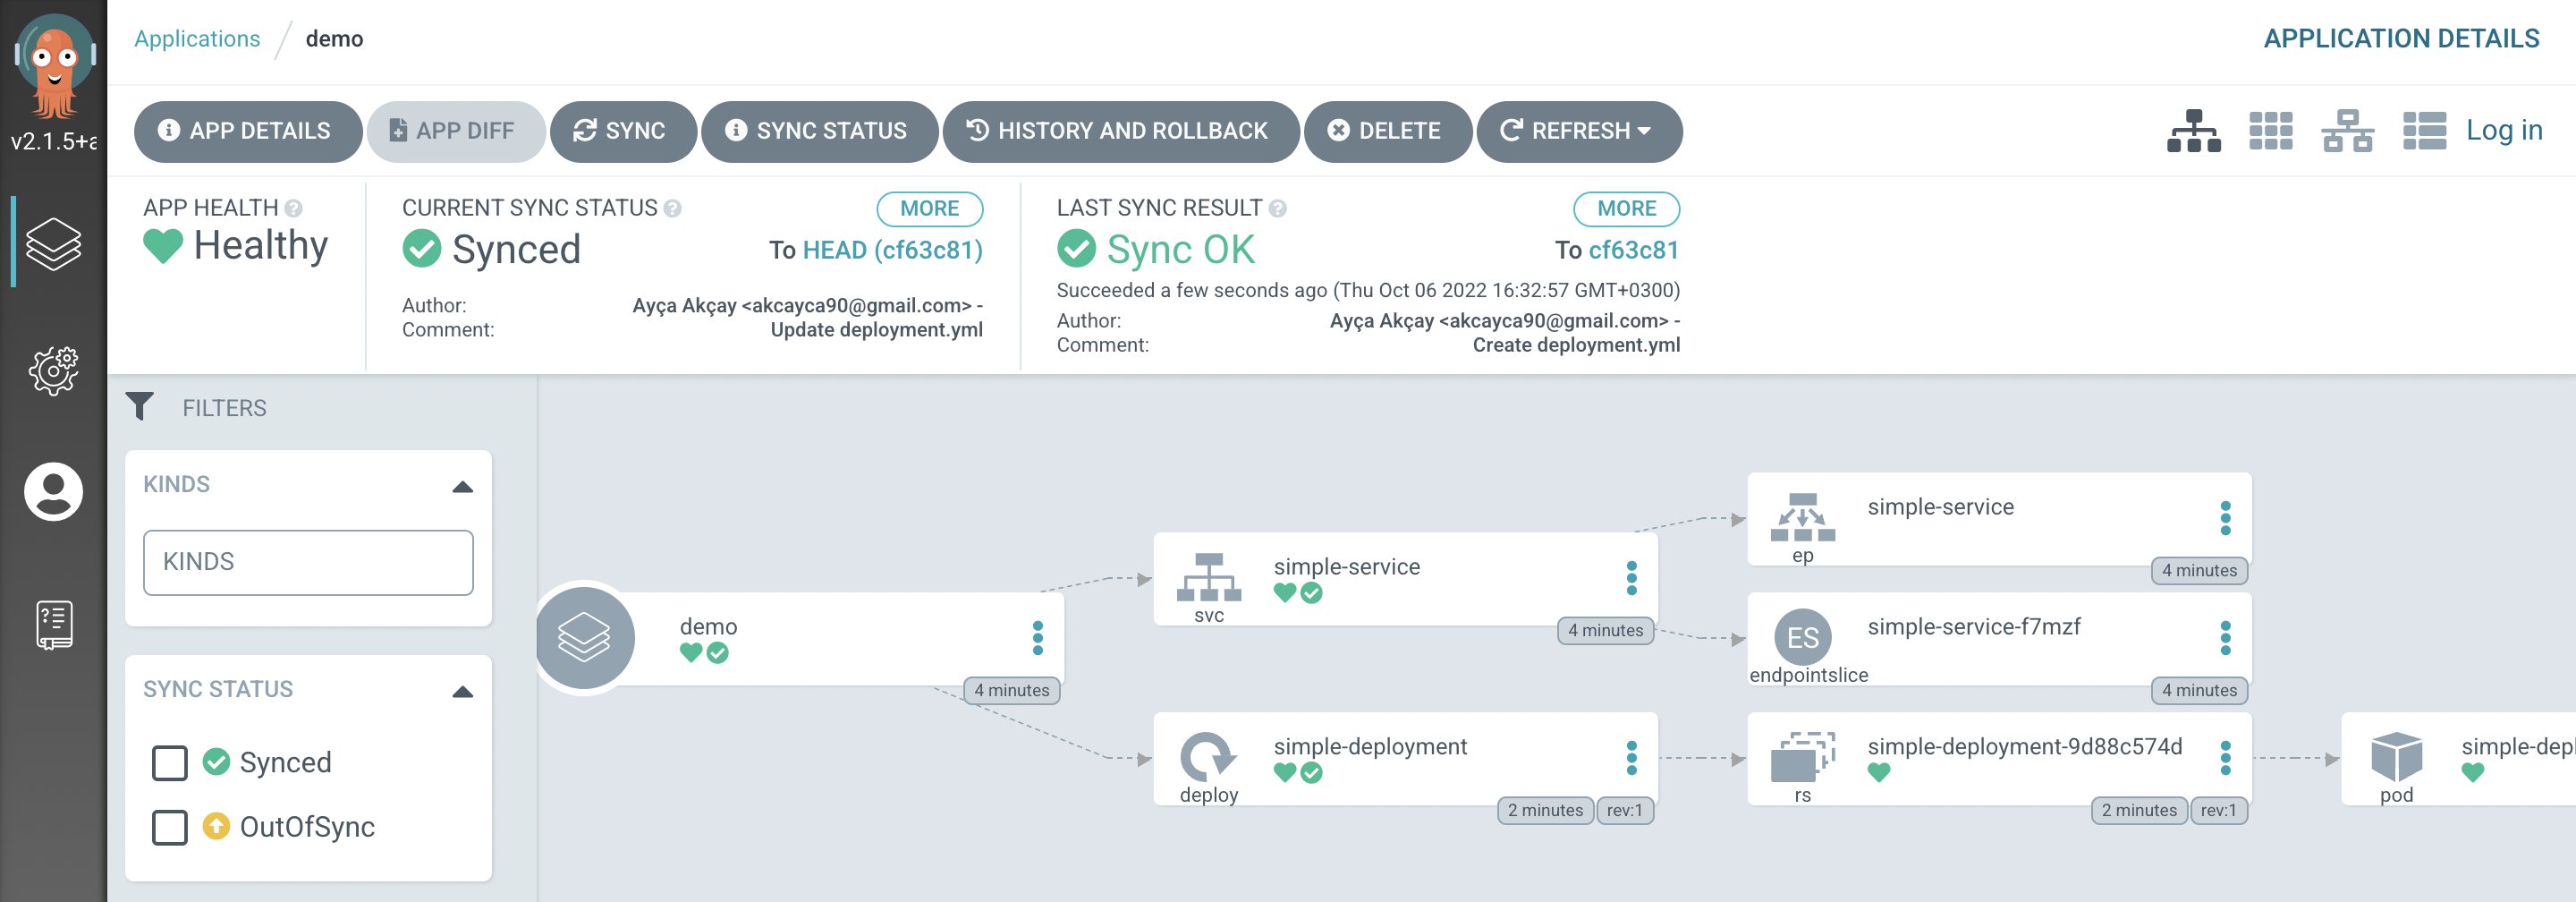 Applications / demo
APPLICATION DETAILS
v2.1.5+a
APP DETAILS
APP DIFF
SYNC
SYNC STATUS
HISTORY AND ROLLBACK
DELETE
REFRESH
Log in
APP HEALTH
Healthy
CURRENT SYNC STATUS
MORE
Synced
To HEAD (cf63c81)
Author: Ayça Akçay <akcayca90@gmail.com> -
Comment: Update deployment.yml
LAST SYNC RESULT
MORE
Sync OK
To cf63c81
Succeeded a few seconds ago (Thu Oct 06 2022 16:32:57 GMT+0300)
Author: Ayça Akçay <akcayca90@gmail.com> -
Comment: Create deployment.yml
FILTERS
KINDS
KINDS
SYNC STATUS
Synced
OutOfSync
demo
4 minutes
simple-service
svc
4 minutes
simple-deployment
deploy
2 minutes rev:1
simple-service
ep
4 minutes
ES
simple-service-f7mzf
endpointslice
4 minutes
simple-deployment-9d88c574d
rs
2 minutes rev:1
simple-depl
pod